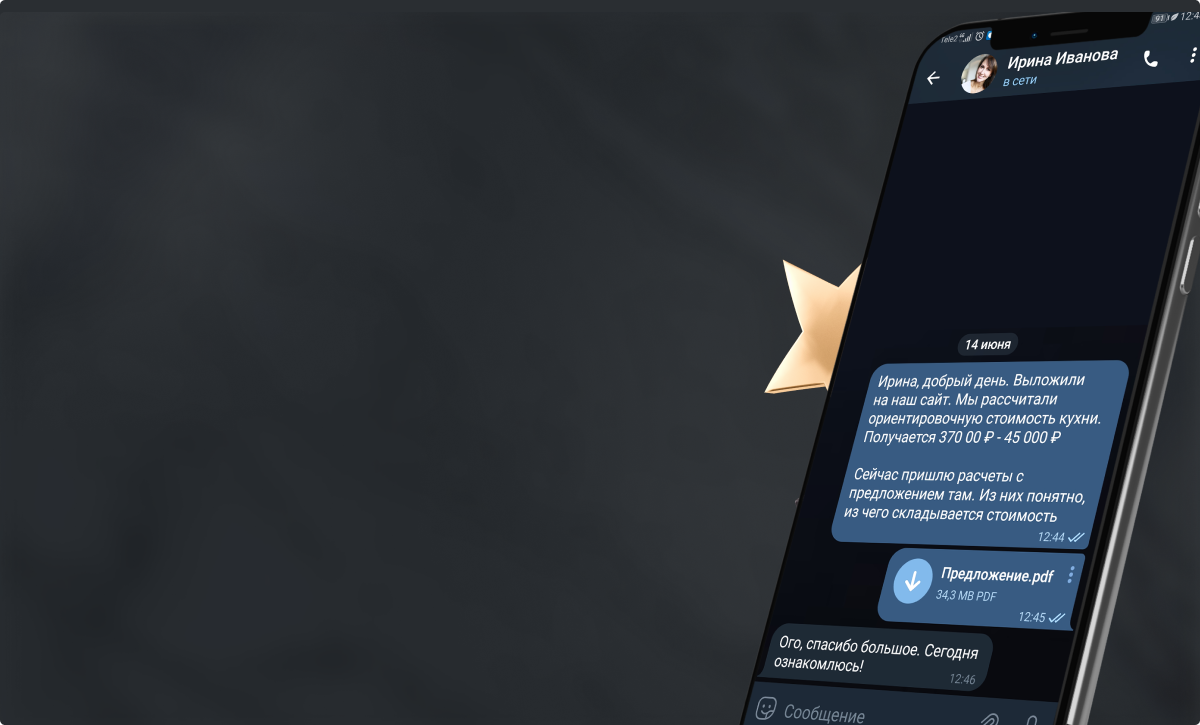 Tele2
91
12:4
Ирина Иванова
в сети
14 июня
Ирина, добрый день. Выложили
на наш сайт. Мы рассчитали
ориентировочную стоимость кухни.
Получается 370 00 ₽ - 45 000 ₽
Сейчас пришлю расчеты с
предложением там. Из них понятно,
из чего складывается стоимость
12:44
Предложение.pdf
34,3 MB PDF
12:45
Ого, спасибо большое. Сегодня
ознакомлюсь!
12:46
Сообщение